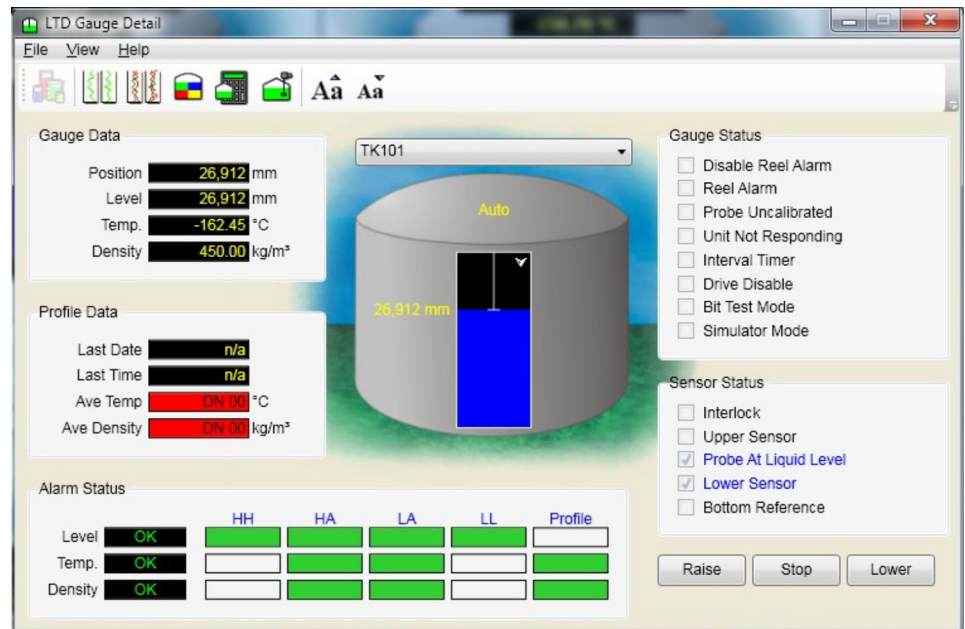 LTD Gauge Detail
File View Help
Aâ Aǎ
Gauge Data
Position 26,912 mm
Level 26,912 mm
Temp. -162.45 °C
Density 450.00 kg/m³
Profile Data
Last Date n/a
Last Time n/a
Ave Temp DN 00 °C
Ave Density DN 00 kg/m³
TK101
Auto
26,912 mm
Gauge Status
Disable Reel Alarm
Reel Alarm
Probe Uncalibrated
Unit Not Responding
Interval Timer
Drive Disable
Bit Test Mode
Simulator Mode
Sensor Status
Interlock
Upper Sensor
Probe At Liquid Level
Lower Sensor
Bottom Reference
Alarm Status
HH HA LA LL Profile
Level OK
Temp. OK
Density OK
Raise Stop Lower